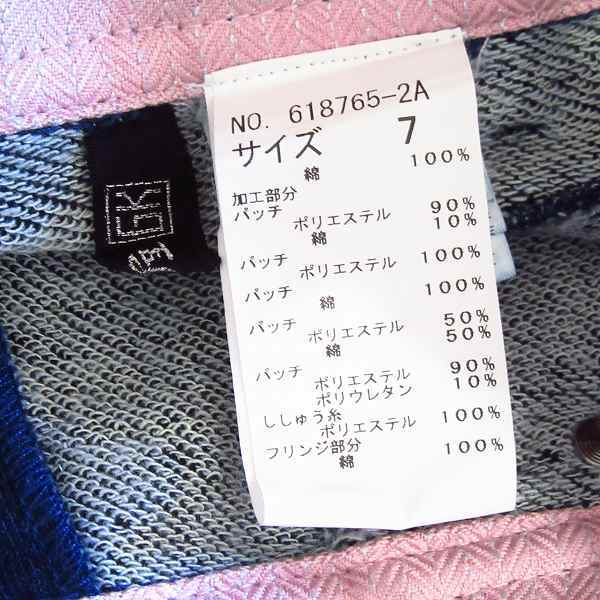 NO. 618765-2A
サイズ 7
綿 100%
加工部分
パッチ
ポリエステル 90%
綿 10%
パッチ
ポリエステル 100%
パッチ
綿 100%
パッチ
ポリエステル 50%
綿 50%
パッチ
ポリエステル 90%
ポリウレタン 10%
ししゅう糸
ポリエステル 100%
フリンジ部分
綿 100%
GK